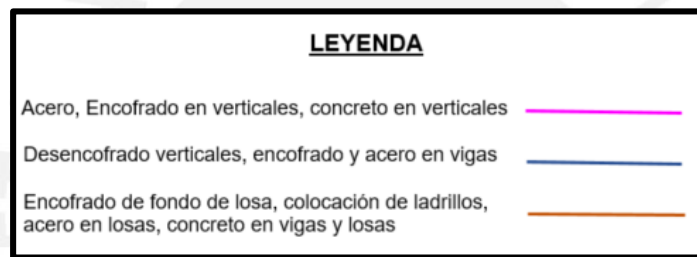 LEYENDA
Acero, Encofrado en verticales, concreto en verticales
Desencofrado verticales, encofrado y acero en vigas
Encofrado de fondo de losa, colocación de ladrillos,
acero en losas, concreto en vigas y losas